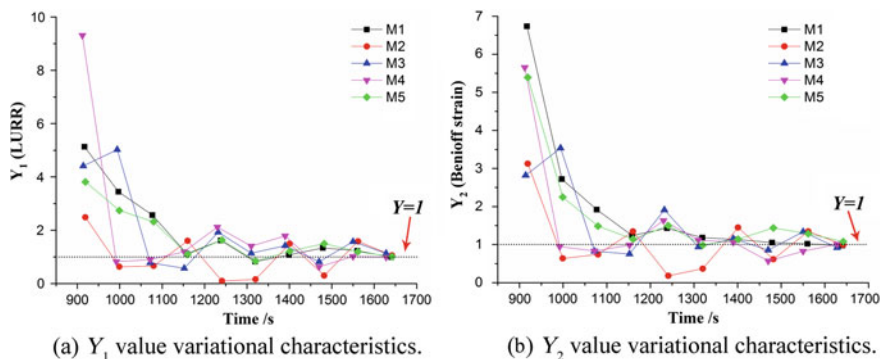 10
8
6
4
2
0
Y₁ (LURR)
M1
M2
M3
M4
M5
Y=1
900 1000 1100 1200 1300 1400 1500 1600 1700
Time /s
(a) Y₁ value variational characteristics.
7
6
5
4
3
2
1
0
Y₂ (Benioff strain)
M1
M2
M3
M4
M5
Y=1
900 1000 1100 1200 1300 1400 1500 1600 1700
Time /s
(b) Y₂ value variational characteristics.